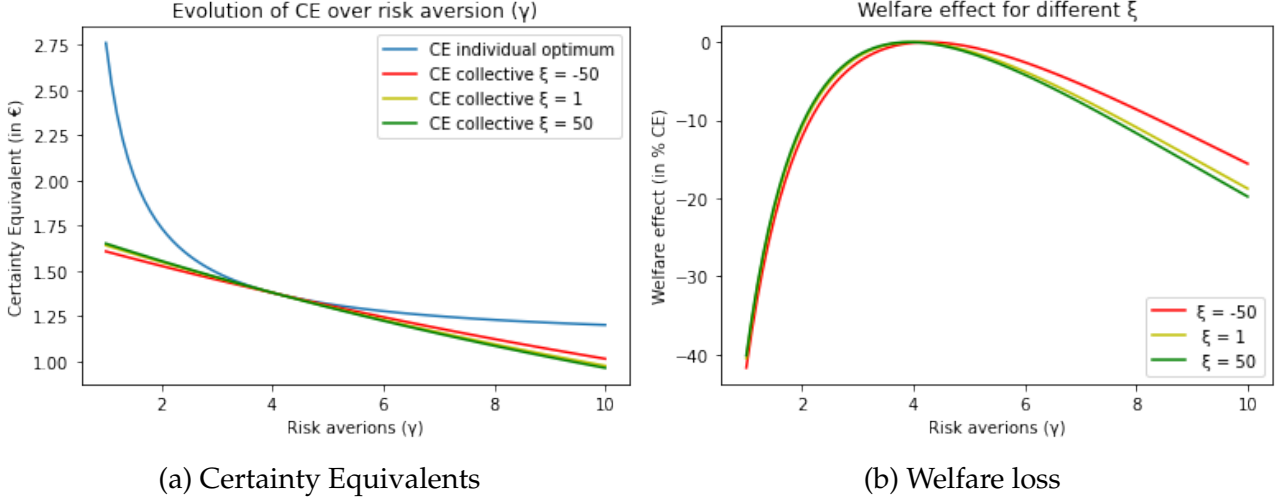 Evolution of CE over risk aversion (γ)
Certainty Equivalent (in €)
2.75
2.50
2.25
2.00
1.75
1.50
1.25
1.00
CE individual optimum
CE collective ξ = -50
CE collective ξ = 1
CE collective ξ = 50
2 4 6 8 10
Risk averions (γ)
(a) Certainty Equivalents
Welfare effect for different ξ
Welfare effect (in % CE)
0
−10
−20
−30
−40
ξ = -50
ξ = 1
ξ = 50
2 4 6 8 10
Risk averions (γ)
(b) Welfare loss